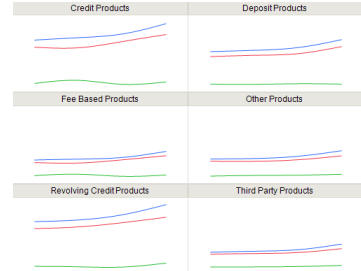 Credit Products
Deposit Products
Fee Based Products
Other Products
Revolving Credit Products
Third Party Products